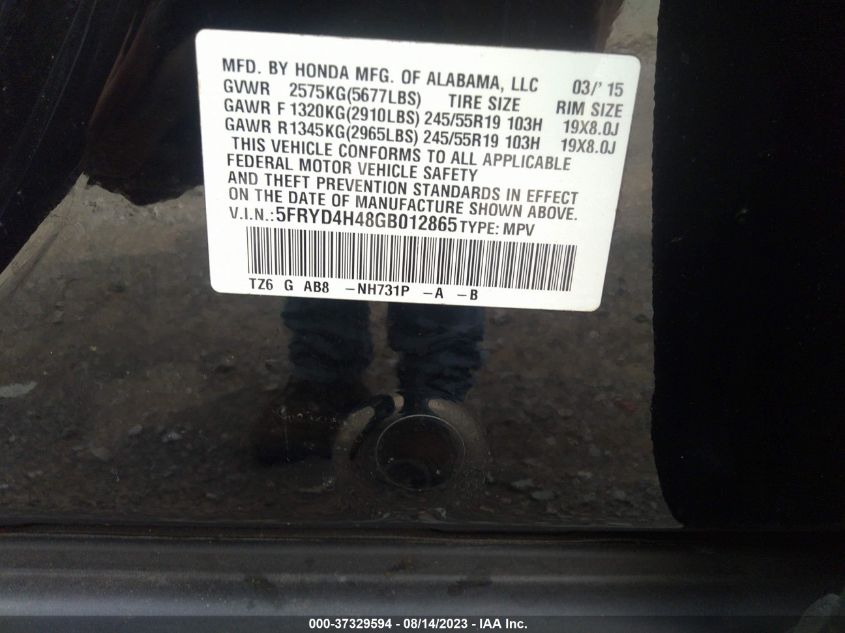 MFD. BY HONDA MFG. OF ALABAMA, LLC 03/'15
GVWR 2575KG(5677LBS) TIRE SIZE RIM SIZE
GAWR F 1320KG(2910LBS) 245/55R19 103H 19X8.0J
GAWR R1345KG(2965LBS) 245/55R19 103H 19X8.0J
THIS VEHICLE CONFORMS TO ALL APPLICABLE
FEDERAL MOTOR VEHICLE SAFETY
AND THEFT PREVENTION STANDARDS IN EFFECT
ON THE DATE OF MANUFACTURE SHOWN ABOVE.
V.I.N.:5FRYD4H48GB012865 TYPE: MPV
TZ6 G AB8 -NH731P -A -B
000-37329594 - 08/14/2023 - IAA Inc.